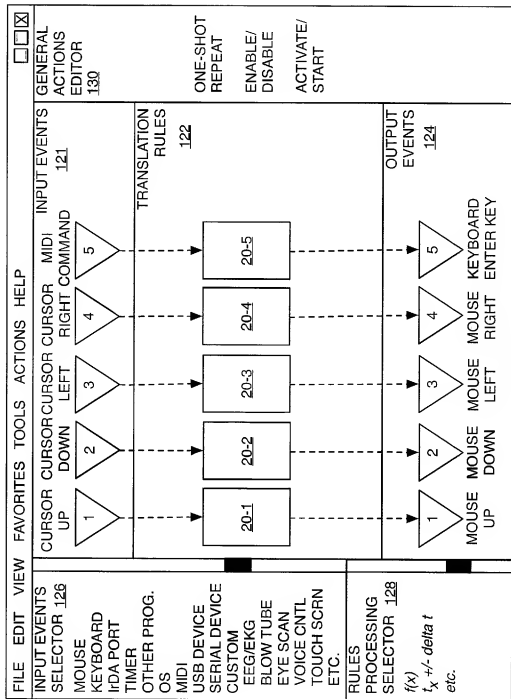 FILE EDIT VIEW FAVORITES TOOLS ACTIONS HELP
INPUT EVENTS
SELECTOR 126
MOUSE
KEYBOARD
IrDA PORT
TIMER
OTHER PROG.
OS
MIDI
USB DEVICE
SERIAL DEVICE
CUSTOM
EEG/EKG
BLOW TUBE
EYE SCAN
VOICE CNTL
TOUCH SCRN
ETC.
RULES
PROCESSING
SELECTOR 128
f(x)
x +/- delta t
etc.
INPUT EVENTS
121
CURSOR UP
CURSOR DOWN
CURSOR LEFT
CURSOR RIGHT
MIDI COMMAND
1 2 3 4 5
TRANSLATION
RULES
122
20-1 20-2 20-3 20-4 20-5
OUTPUT
EVENTS
124
1 2 3 4 5
MOUSE UP
MOUSE DOWN
MOUSE LEFT
MOUSE RIGHT
KEYBOARD ENTER KEY
GENERAL
ACTIONS
EDITOR
130
ONE-SHOT
REPEAT
ENABLE/
DISABLE
ACTIVATE/
START